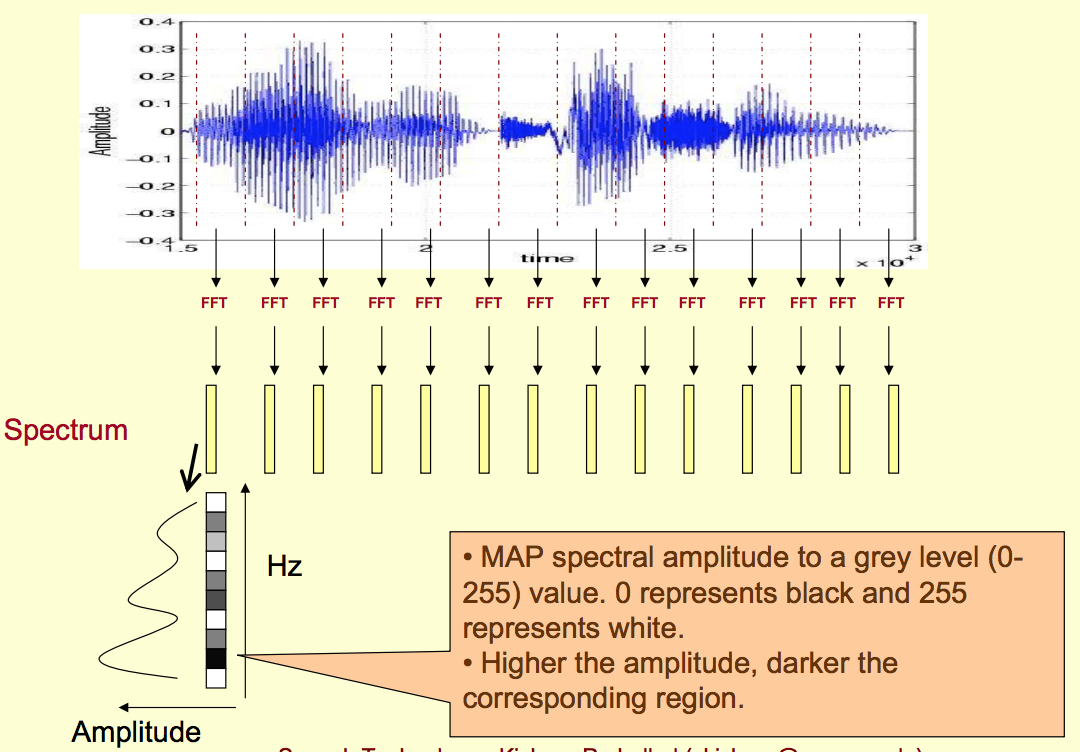 0.4
0.3
0.2
0.1
0
−0.1
−0.2
−0.3
−0.4
Amplitude
1.5 2 2.5 3
time
x 10⁴
FFT FFT FFT FFT FFT FFT FFT FFT FFT FFT FFT FFT FFT FFT FFT
Spectrum
Hz
Amplitude
• MAP spectral amplitude to a grey level (0-
255) value. 0 represents black and 255
represents white.
• Higher the amplitude, darker the
corresponding region.